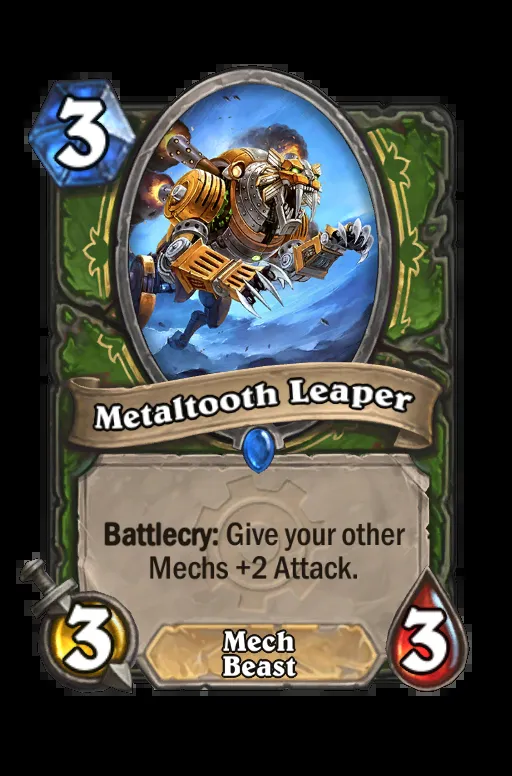 3
Metaltooth Leaper
Battlecry: Give your other
Mechs +2 Attack.
3
Mech
Beast
3